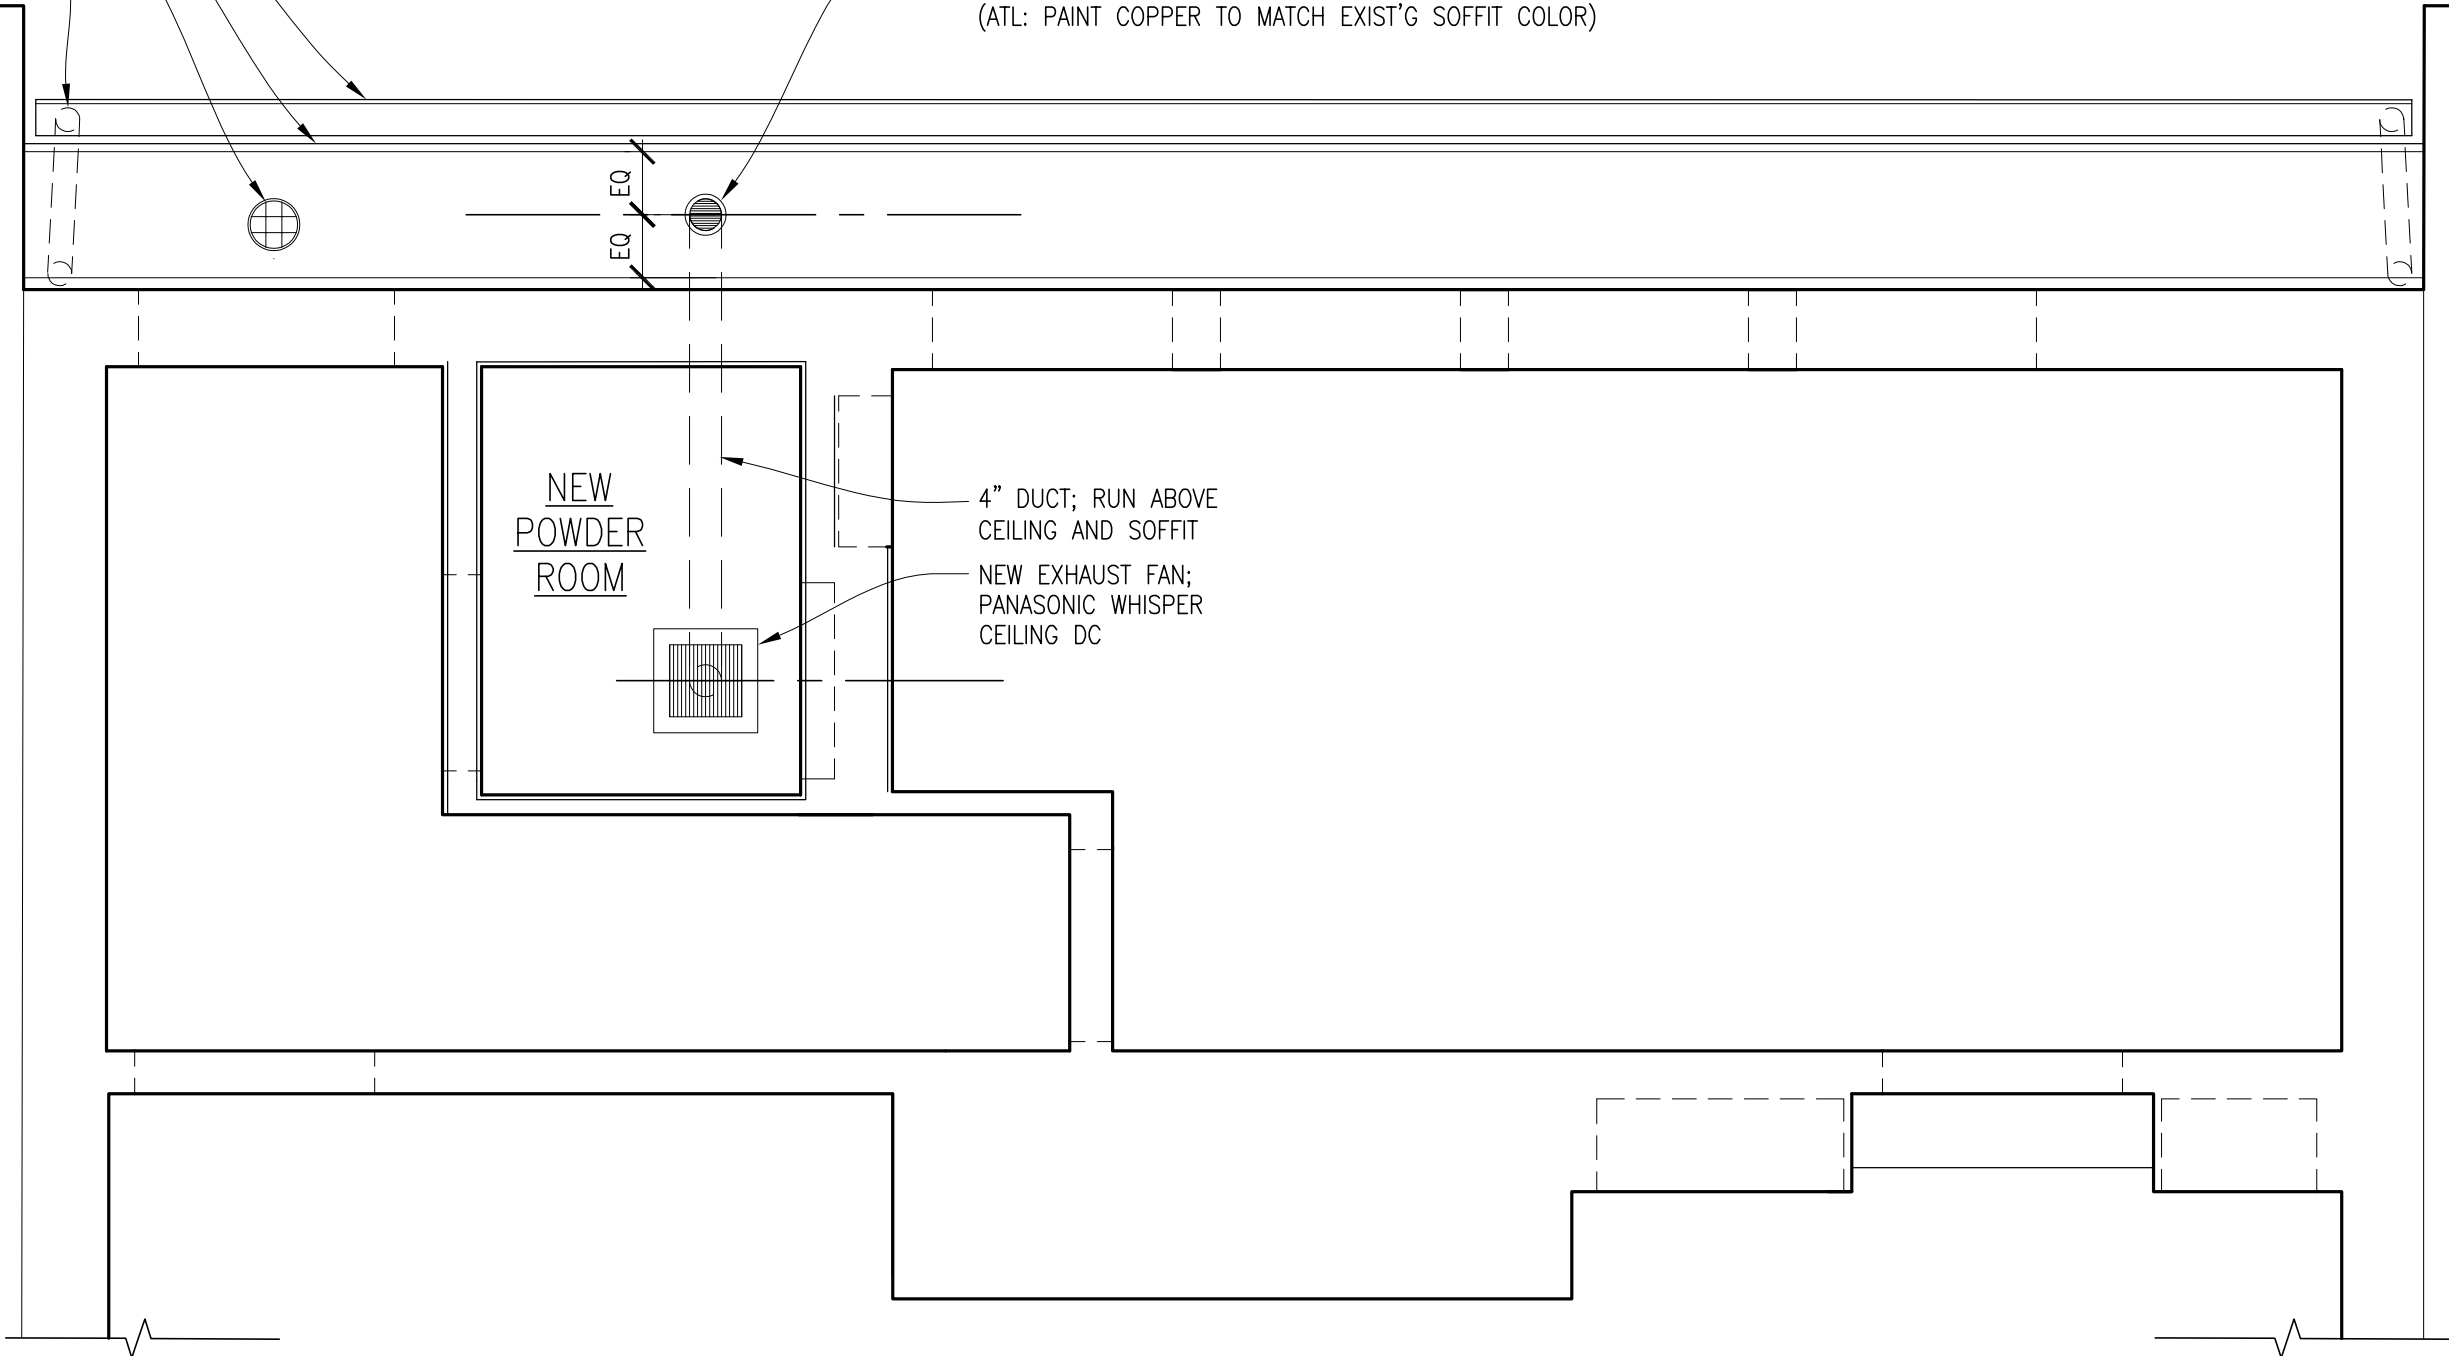 (ATL: PAINT COPPER TO MATCH EXIST'G SOFFIT COLOR)
EQ
EQ
NEW
POWDER
ROOM
4” DUCT; RUN ABOVE
CEILING AND SOFFIT
NEW EXHAUST FAN;
PANASONIC WHISPER
CEILING DC